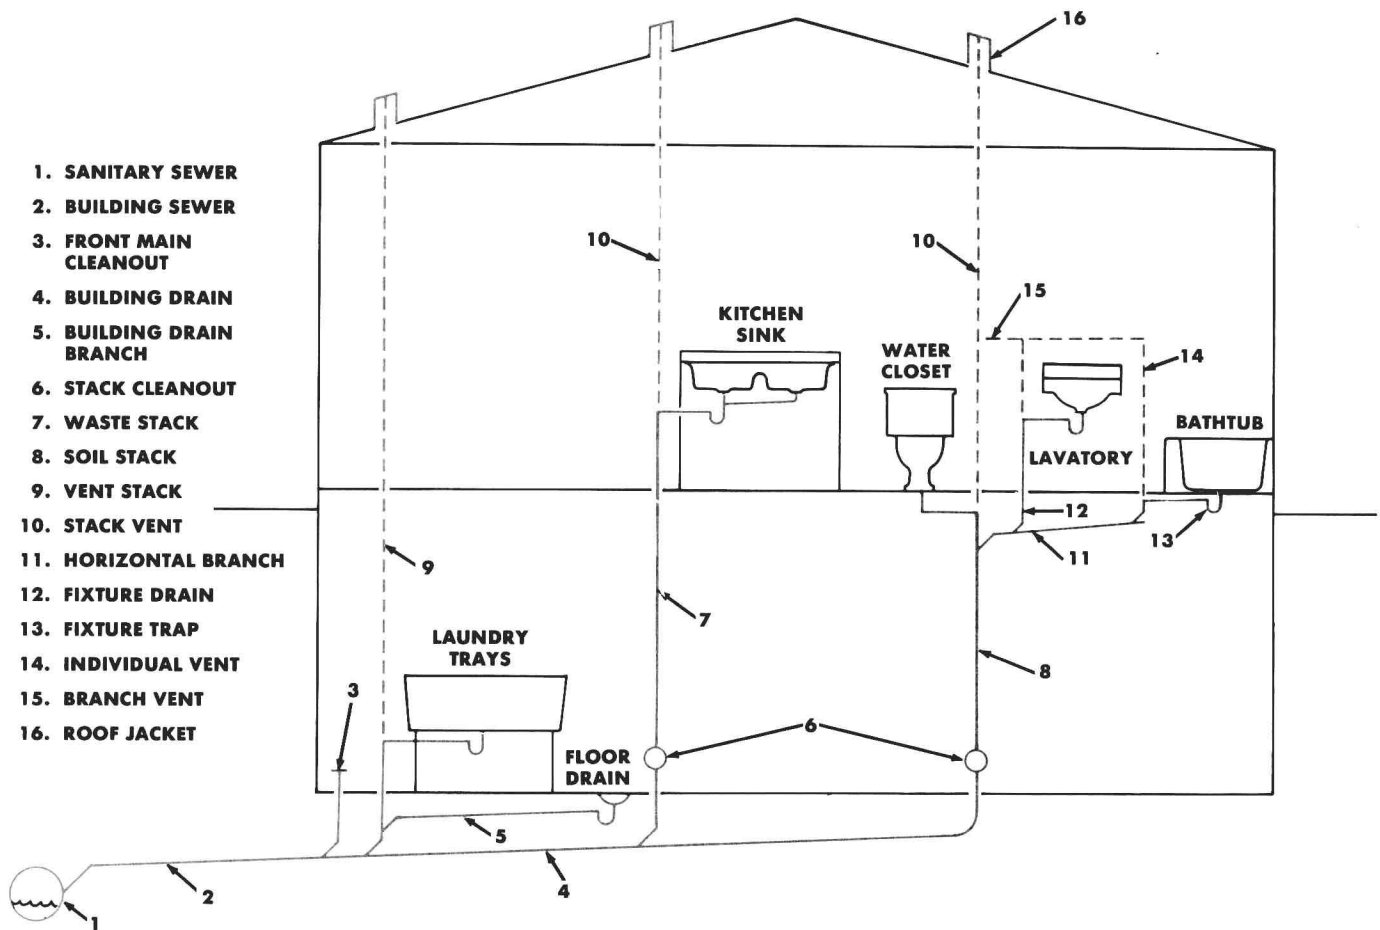 1. SANITARY SEWER
2. BUILDING SEWER
3. FRONT MAIN
CLEANOUT
4. BUILDING DRAIN
5. BUILDING DRAIN
BRANCH
6. STACK CLEANOUT
7. WASTE STACK
8. SOIL STACK
9. VENT STACK
10. STACK VENT
11. HORIZONTAL BRANCH
12. FIXTURE DRAIN
13. FIXTURE TRAP
14. INDIVIDUAL VENT
15. BRANCH VENT
16. ROOF JACKET
16
10
10
15
KITCHEN
SINK
WATER
CLOSET
14
BATHTUB
LAVATORY
12
13
11
9
7
LAUNDRY
TRAYS
8
3
6
FLOOR
DRAIN
5
4
2
1